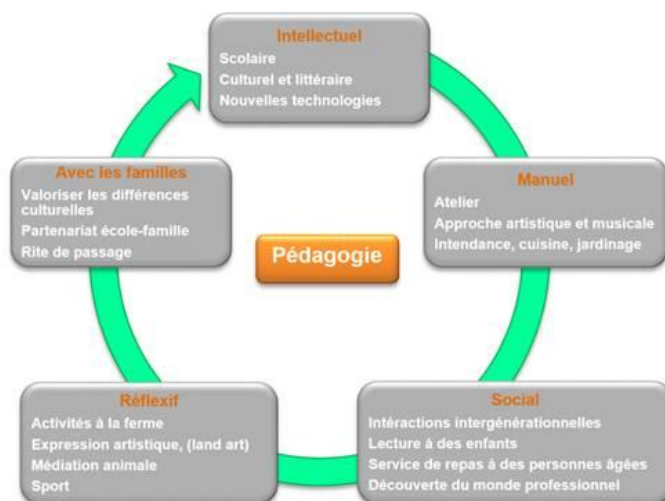 Intellectuel
Scolaire
Culturel et littéraire
Nouvelles technologies
Manuel
Atelier
Approche artistique et musicale
Intendance, cuisine, jardinage
Social
Intéractions intergénérationnelles
Lecture à des enfants
Service de repas à des personnes âgées
Découverte du monde professionnel
Réflexif
Activités à la ferme
Expression artistique, (land art)
Médiation animale
Sport
Avec les familles
Valoriser les différences
culturelles
Partenariat école-famille
Rite de passage
Pédagogie